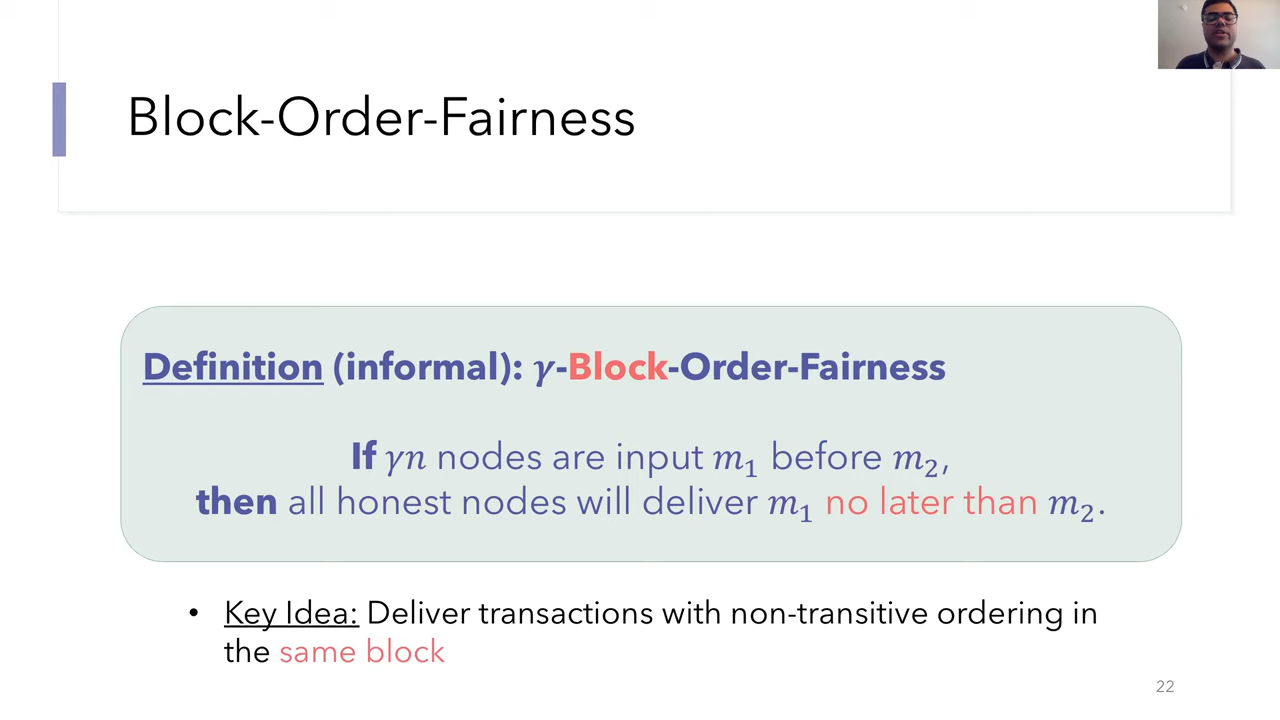 Block-Order-Fairness
Definition (informal): γ-Block-Order-Fairness
If γn nodes are input m₁ before m₂,
then all honest nodes will deliver m₁ no later than m₂.
• Key Idea: Deliver transactions with non-transitive ordering in
the same block
22